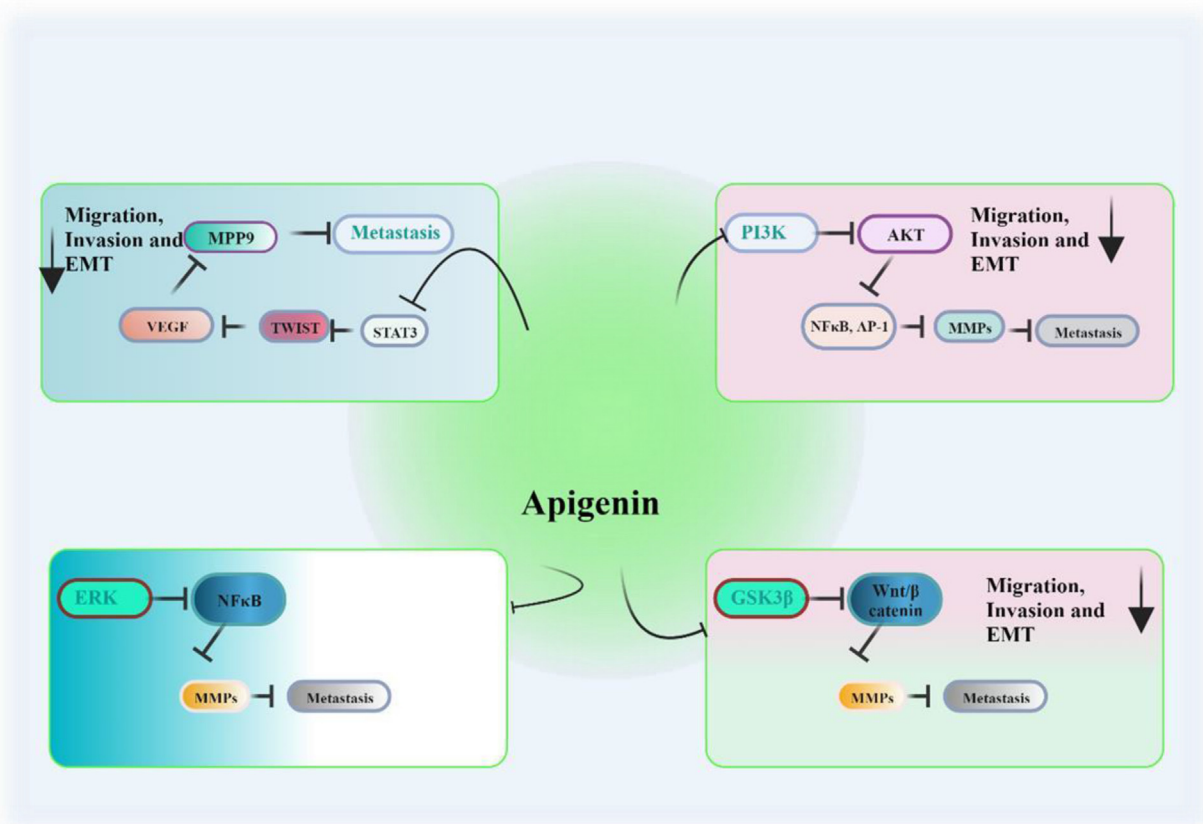 Migration,
Invasion and
EMT
MPP9
Metastasis
VEGF
TWIST
STAT3
PI3K
AKT
Migration,
Invasion and
EMT
NFκB, AP-1
MMPs
Metastasis
Apigenin
ERK
NFκB
MMPs
Metastasis
GSK3β
Wnt/β
catenin
Migration,
Invasion and
EMT
MMPs
Metastasis